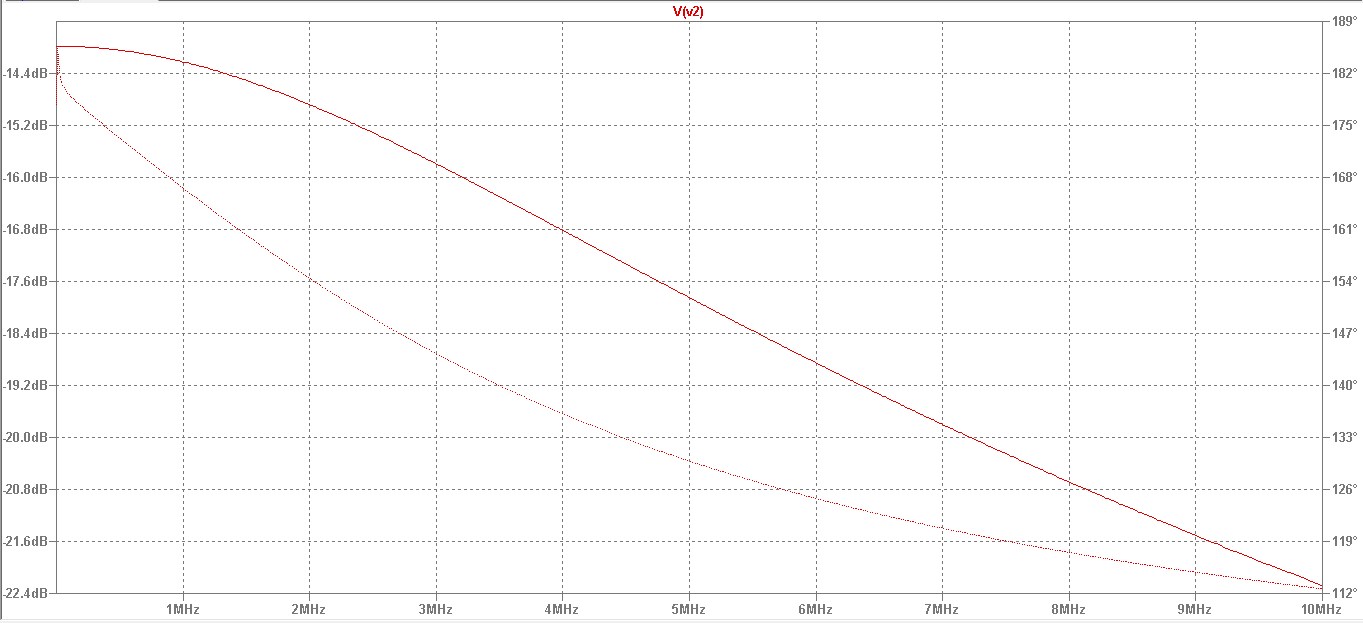 V(v2)
189°
-14.4dB 182°
-15.2dB 175°
-16.0dB 168°
-16.8dB 161°
-17.6dB 154°
-18.4dB 147°
-19.2dB 140°
-20.0dB 133°
-20.8dB 126°
-21.6dB 119°
-22.4dB 112°
1MHz 2MHz 3MHz 4MHz 5MHz 6MHz 7MHz 8MHz 9MHz 10MHz